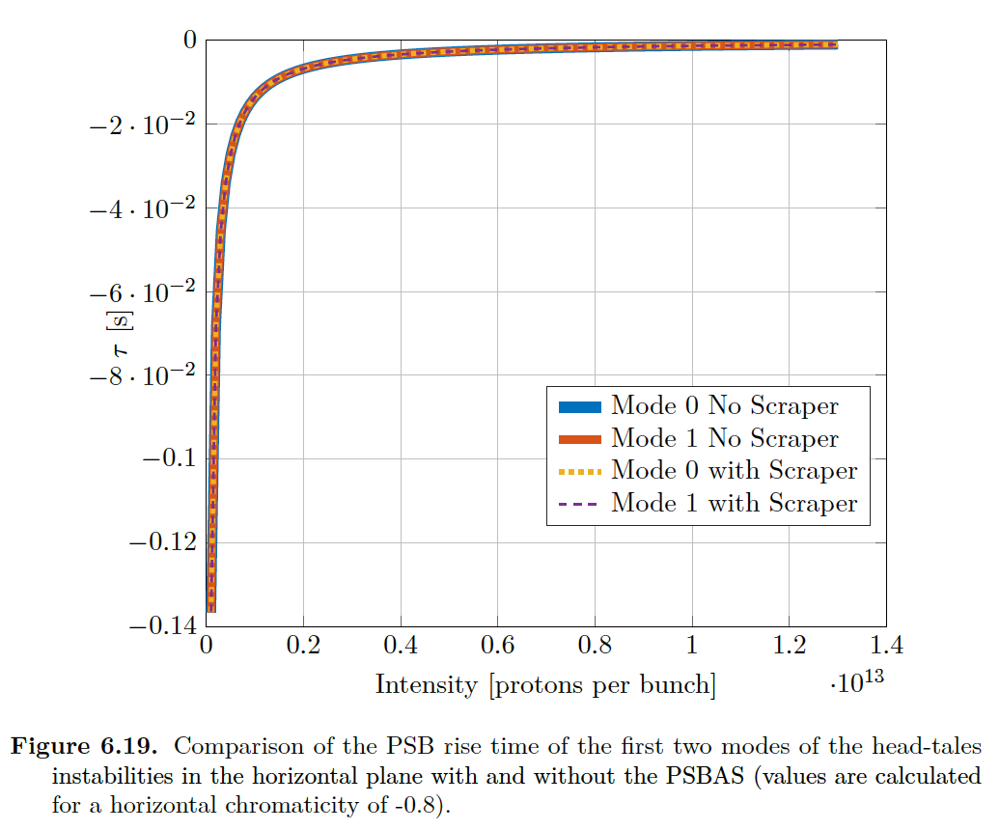 0
−2 · 10−2
−4 · 10−2
−6 · 10−2
−8 · 10−2
−0.1
−0.12
−0.14
τ [s]
Mode 0 No Scraper
Mode 1 No Scraper
Mode 0 with Scraper
Mode 1 with Scraper
0 0.2 0.4 0.6 0.8 1 1.2 1.4
·1013
Intensity [protons per bunch]
Figure 6.19. Comparison of the PSB rise time of the first two modes of the head-tales
instabilities in the horizontal plane with and without the PSBAS (values are calculated
for a horizontal chromaticity of -0.8).